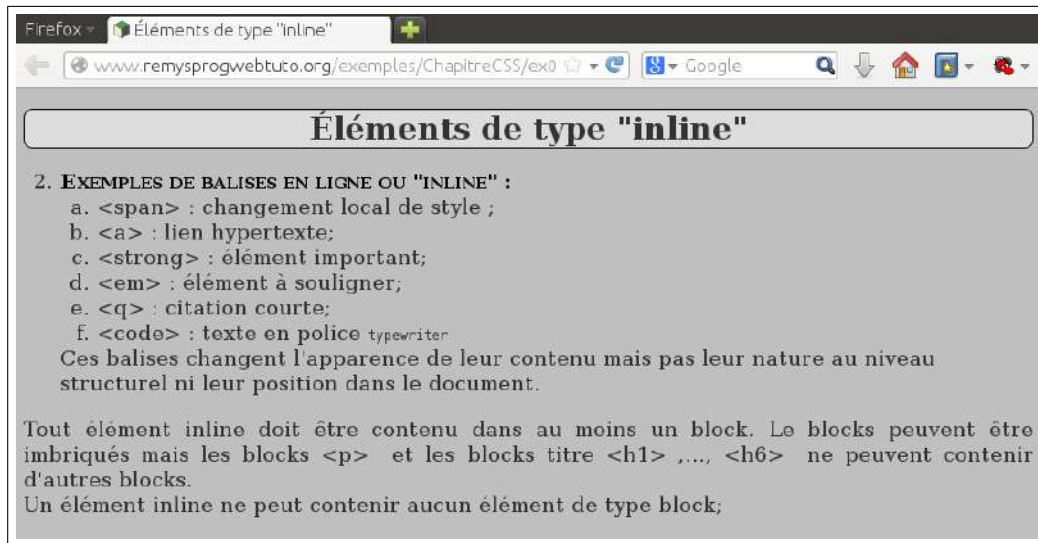 Firefox
Éléments de type "inline"
www.remysprogwebtuto.org/exemples/ChapitreCSS/ex0
Google
Éléments de type "inline"
2. EXEMPLES DE BALISES EN LIGNE OU "INLINE" :
a. <span> : changement local de style ;
b. <a> : lien hypertexte;
c. <strong> : élément important;
d. <em> : élément à souligner;
e. <q> : citation courte;
f. <code> : texte en police typewriter
Ces balises changent l'apparence de leur contenu mais pas leur nature au niveau
structurel ni leur position dans le document.
Tout élément inline doit être contenu dans au moins un block. Le blocks peuvent être
imbriqués mais les blocks <p> et les blocks titre <h1> ,..., <h6> ne peuvent contenir
d'autres blocks.
Un élément inline ne peut contenir aucun élément de type block;